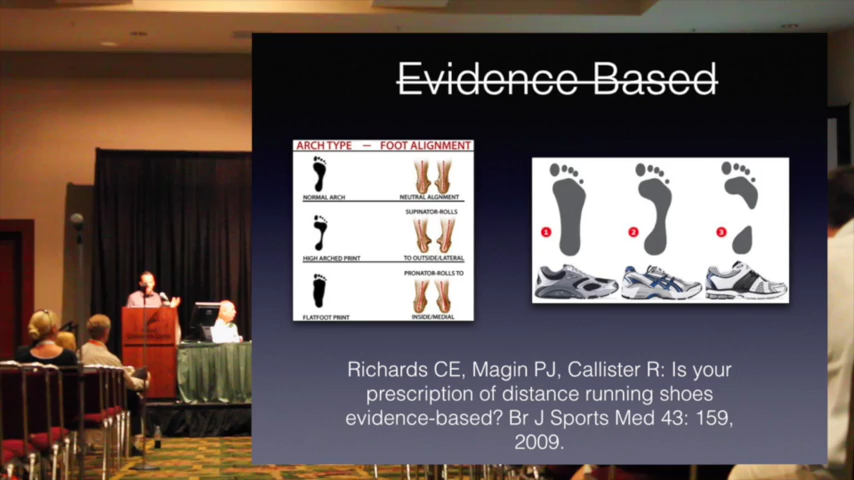 Evidence Based
ARCH TYPE — FOOT ALIGNMENT
NORMAL ARCH
NEUTRAL ALIGNMENT
SUPINATOR-ROLLS
HIGH ARCHED PRINT
TO OUTSIDE/LATERAL
PRONATOR-ROLLS TO
FLATFOOT PRINT
INSIDE/MEDIAL
1
2
3
Richards CE, Magin PJ, Callister R: Is your
prescription of distance running shoes
evidence-based? Br J Sports Med 43: 159,
2009.